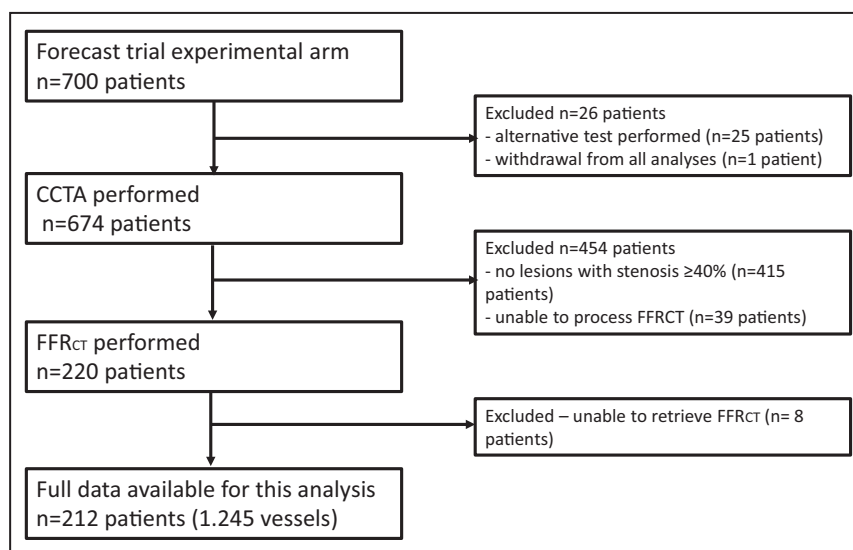 Forecast trial experimental arm
n=700 patients
Excluded n=26 patients
- alternative test performed (n=25 patients)
- withdrawal from all analyses (n=1 patient)
CCTA performed
n=674 patients
Excluded n=454 patients
- no lesions with stenosis ≥40% (n=415
patients)
- unable to process FFRCT (n=39 patients)
FFRCT performed
n=220 patients
Excluded – unable to retrieve FFRCT (n= 8
patients)
Full data available for this analysis
n=212 patients (1.245 vessels)